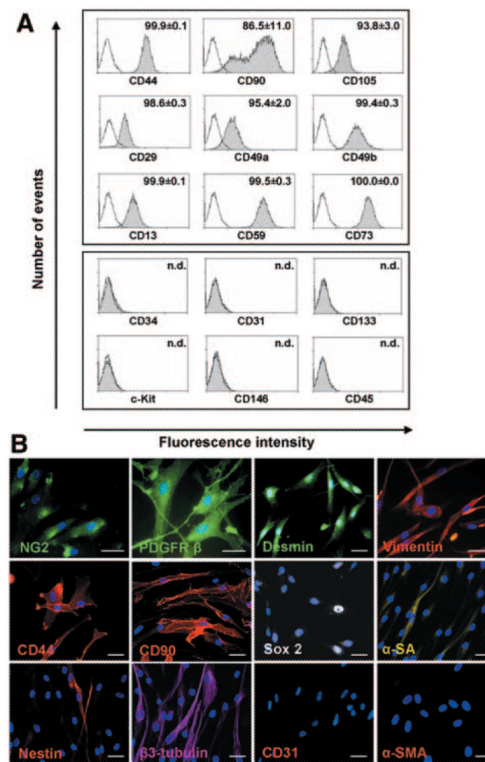 A
Number of events
99.9±0.1
86.5±11.0
93.8±3.0
CD44
CD90
CD105
98.6±0.3
95.4±2.0
99.4±0.3
CD29
CD49a
CD49b
99.9±0.1
99.5±0.3
100.0±0.0
CD13
CD59
CD73
n.d.
n.d.
n.d.
CD34
CD31
CD133
n.d.
n.d.
n.d.
c-Kit
CD146
CD45
Fluorescence intensity
B
NG2
PDGFR β
Desmin
Vimentin
CD44
CD90
Sox 2
α-SA
Nestin
β3-tubulin
CD31
α-SMA